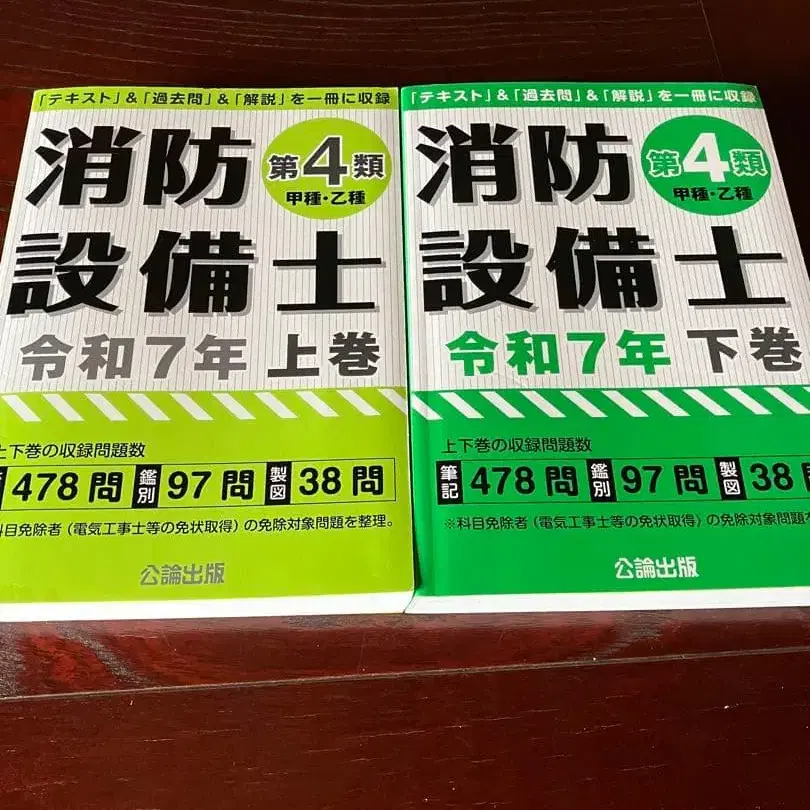 「テキスト」&「過去問」&「解説」を一冊に収録
消防
第4類
甲種・乙種
設備士
令和7年 上巻
上下巻の収録問題数
478問 鑑別 97問 製図 38問
科目免除者（電気工事士等の免状取得）の免除対象問題を整理。
公論出版
「テキスト」&「過去問」&「解説」を一冊に収録
消防
第4類
甲種・乙種
設備士
令和7年 下巻
上下巻の収録問題数
筆記 478問 鑑別 97問 製図 38問
※科目免除者（電気工事士等の免状取得）の免除対象問題
公論出版